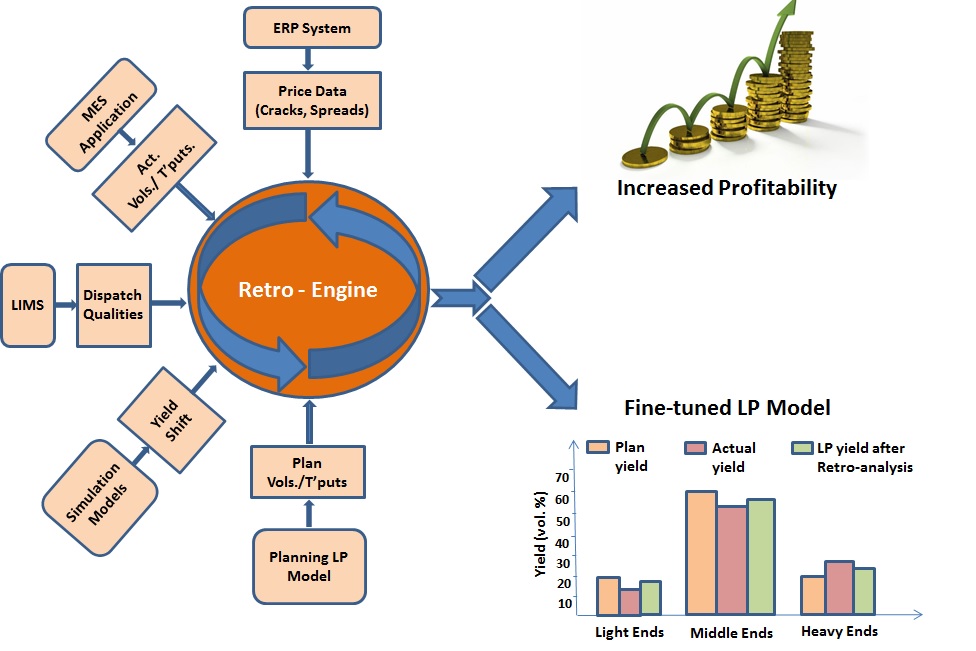 ERP System
Price Data
(Cracks, Spreads)
MES
Application
Act.
Vols./ T'puts.
LIMS
Dispatch
Qualities
Retro - Engine
Yield
Shift
Simulation
Models
Plan
Vols./T'puts
Planning LP
Model
Increased Profitability
Fine-tuned LP Model
Plan
yield
Actual
yield
LP yield after
Retro-analysis
Yield (vol. %)
70
60
50
40
30
20
10
Light Ends
Middle Ends
Heavy Ends